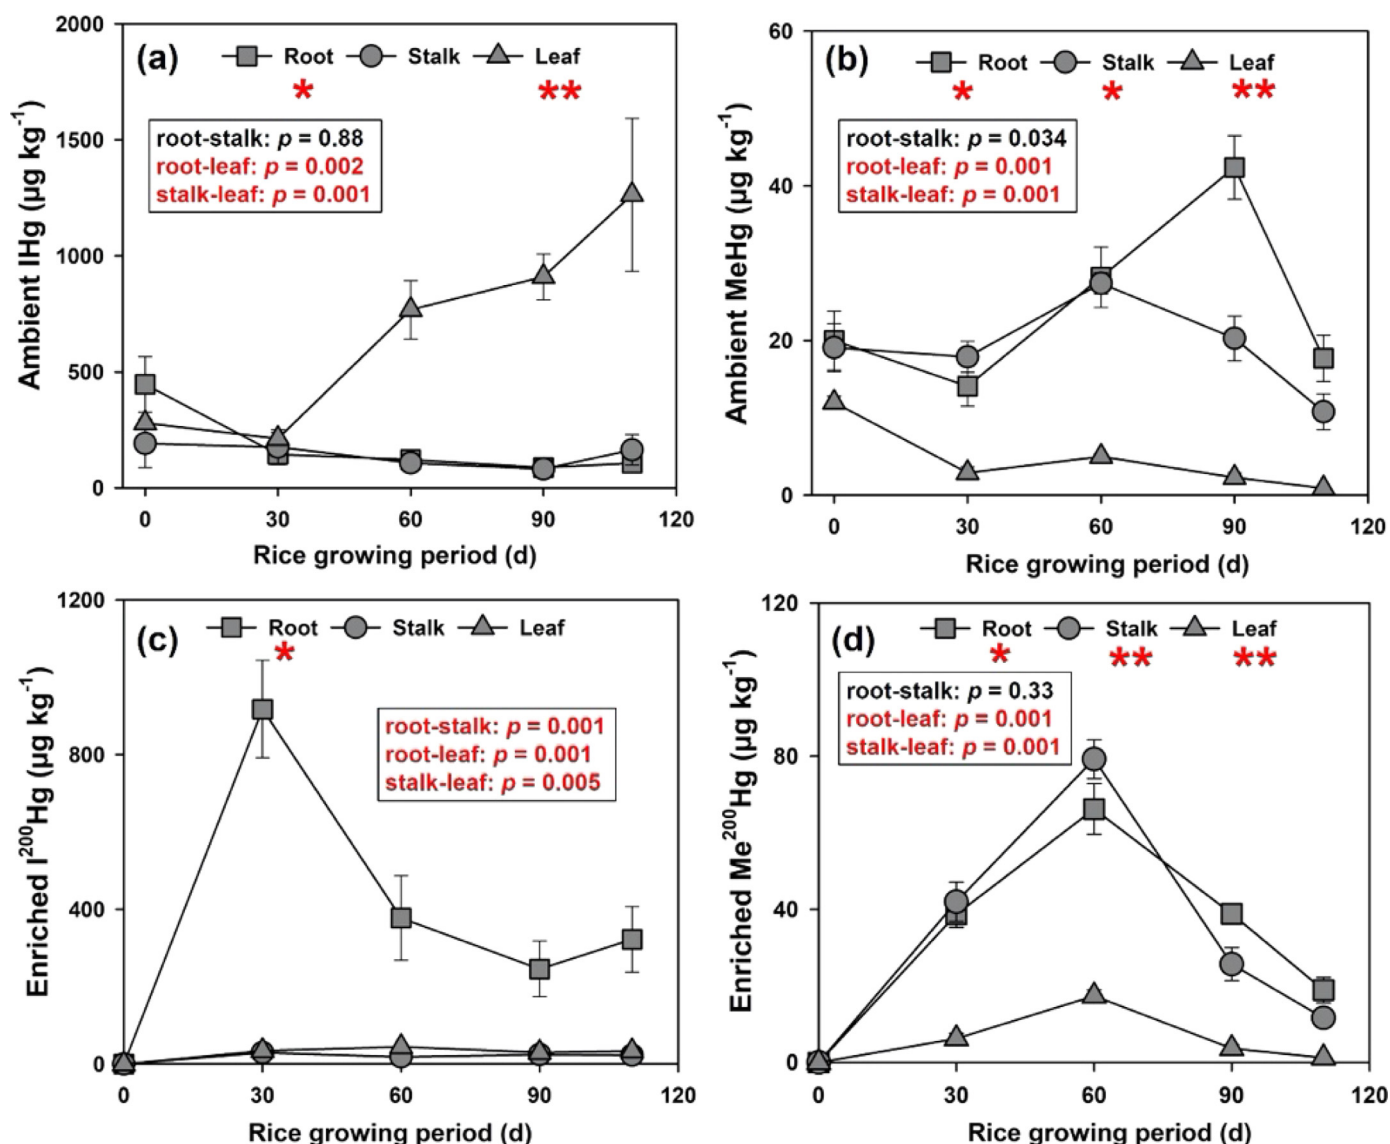 (a) Root Stalk Leaf
* **
root-stalk: p = 0.88
root-leaf: p = 0.002
stalk-leaf: p = 0.001
Ambient IHg (µg kg⁻¹)
2000
1500
1000
500
0
0 30 60 90 120
Rice growing period (d)
(b) Root Stalk Leaf
* * **
root-stalk: p = 0.034
root-leaf: p = 0.001
stalk-leaf: p = 0.001
Ambient MeHg (µg kg⁻¹)
60
40
20
0
0 30 60 90 120
Rice growing period (d)
(c) Root Stalk Leaf
*
root-stalk: p = 0.001
root-leaf: p = 0.001
stalk-leaf: p = 0.005
Enriched I²⁰⁰Hg (µg kg⁻¹)
1200
800
400
0
0 30 60 90 120
Rice growing period (d)
(d) Root Stalk Leaf
* ** **
root-stalk: p = 0.33
root-leaf: p = 0.001
stalk-leaf: p = 0.001
Enriched Me²⁰⁰Hg (µg kg⁻¹)
120
80
40
0
0 30 60 90 120
Rice growing period (d)